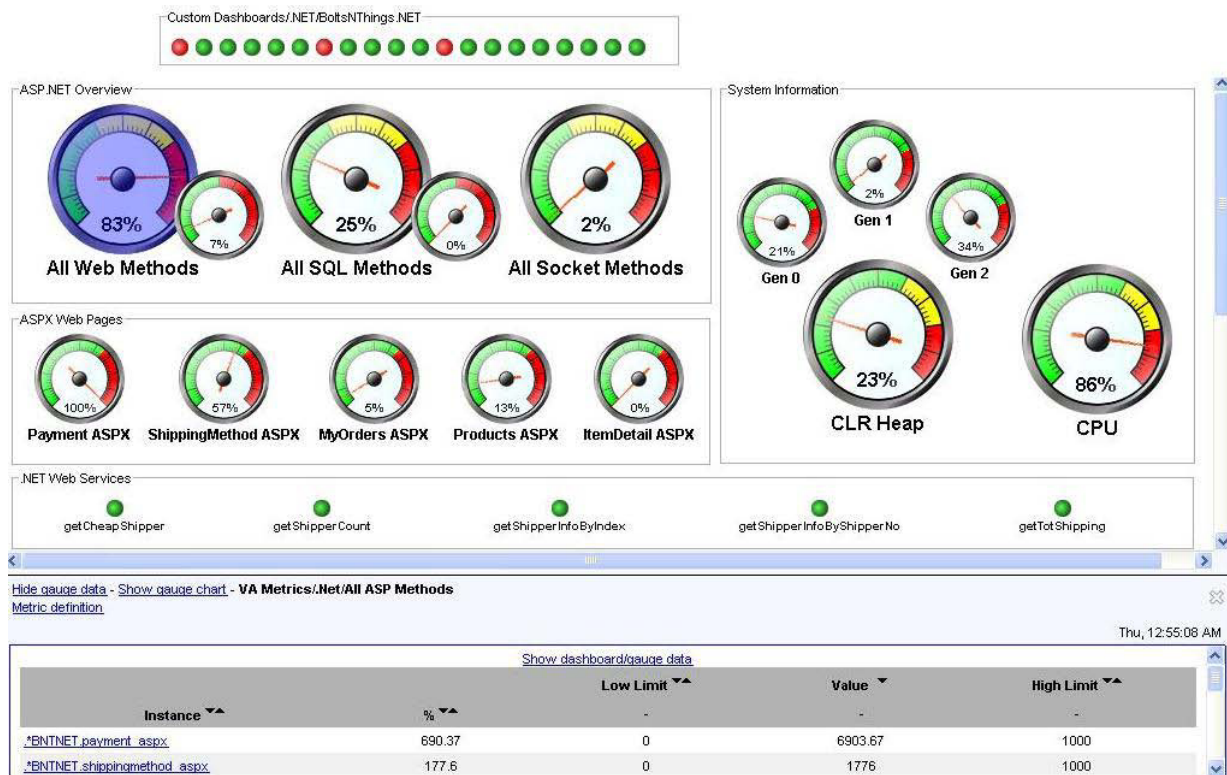 Custom Dashboards/.NET/BoltsNThings.NET
ASP.NET Overview
83%
7%
25%
0%
2%
All Web Methods
All SQL Methods
All Socket Methods
System Information
2%
Gen 1
21%
Gen 0
34%
Gen 2
23%
CLR Heap
86%
CPU
ASPX Web Pages
100%
57%
5%
13%
0%
Payment ASPX
ShippingMethod ASPX
MyOrders ASPX
Products ASPX
ItemDetail ASPX
.NET Web Services
getCheapShipper
getShipperCount
getShipperInfoByIndex
getShipperInfoByShipperNo
getTotShipping
Hide gauge data - Show gauge chart - VA Metrics/.Net/All ASP Methods
Metric definition
Thu, 12:55:08 AM
Show dashboard/gauge data
Low Limit Value High Limit
Instance % - - -
.*BNTNET.payment_aspx 690.37 0 6903.67 1000
.*BNTNET.shippingmethod_aspx 177.6 0 1776 1000